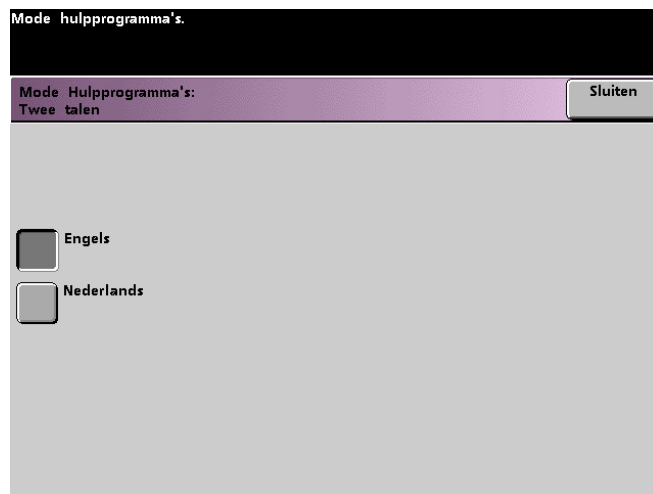 Mode hulpprogramma's.
Mode Hulpprogramma's:
Twee talen
Sluiten
Engels
Nederlands